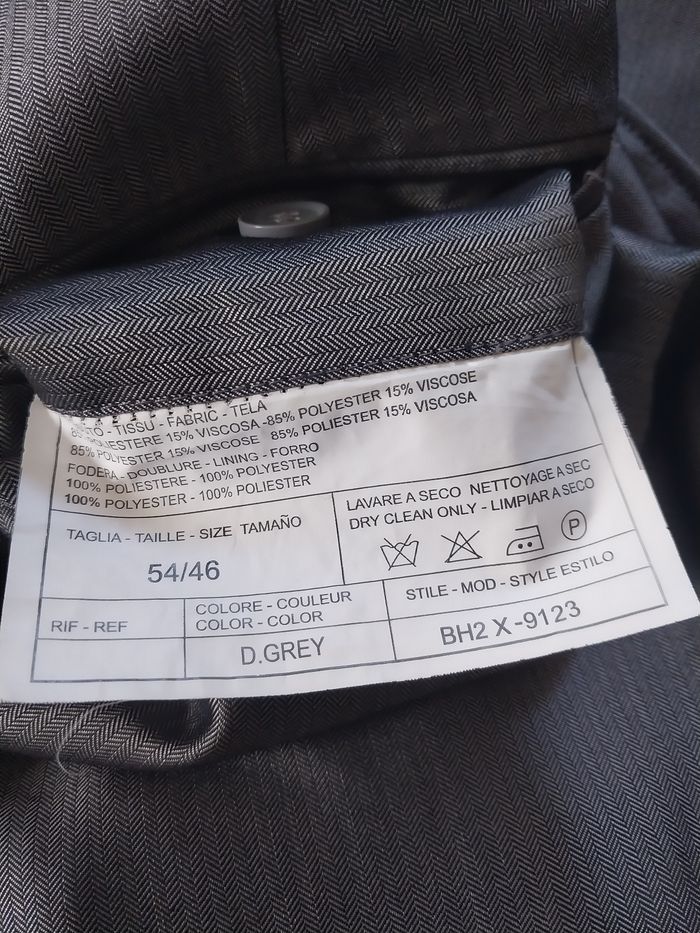 TISSU - FABRIC - TELA
POLIESTERE 15% VISCOSA -85% POLYESTER 15% VISCOSE
85% POLYESTER 15% VISCOSE 85% POLIESTER 15% VISCOSA
FODERA - DOUBLURE - LINING - FORRO
100% POLIESTERE - 100% POLYESTER
100% POLYESTER - 100% POLIESTER
TAGLIA - TAILLE - SIZE TAMAÑO
54/46
LAVARE A SECO NETTOYAGE A SEC
DRY CLEAN ONLY - LIMPIAR A SECO
P
RIF - REF
COLORE - COULEUR
COLOR - COLOR
D.GREY
STILE - MOD - STYLE ESTILO
BH2 X-9123